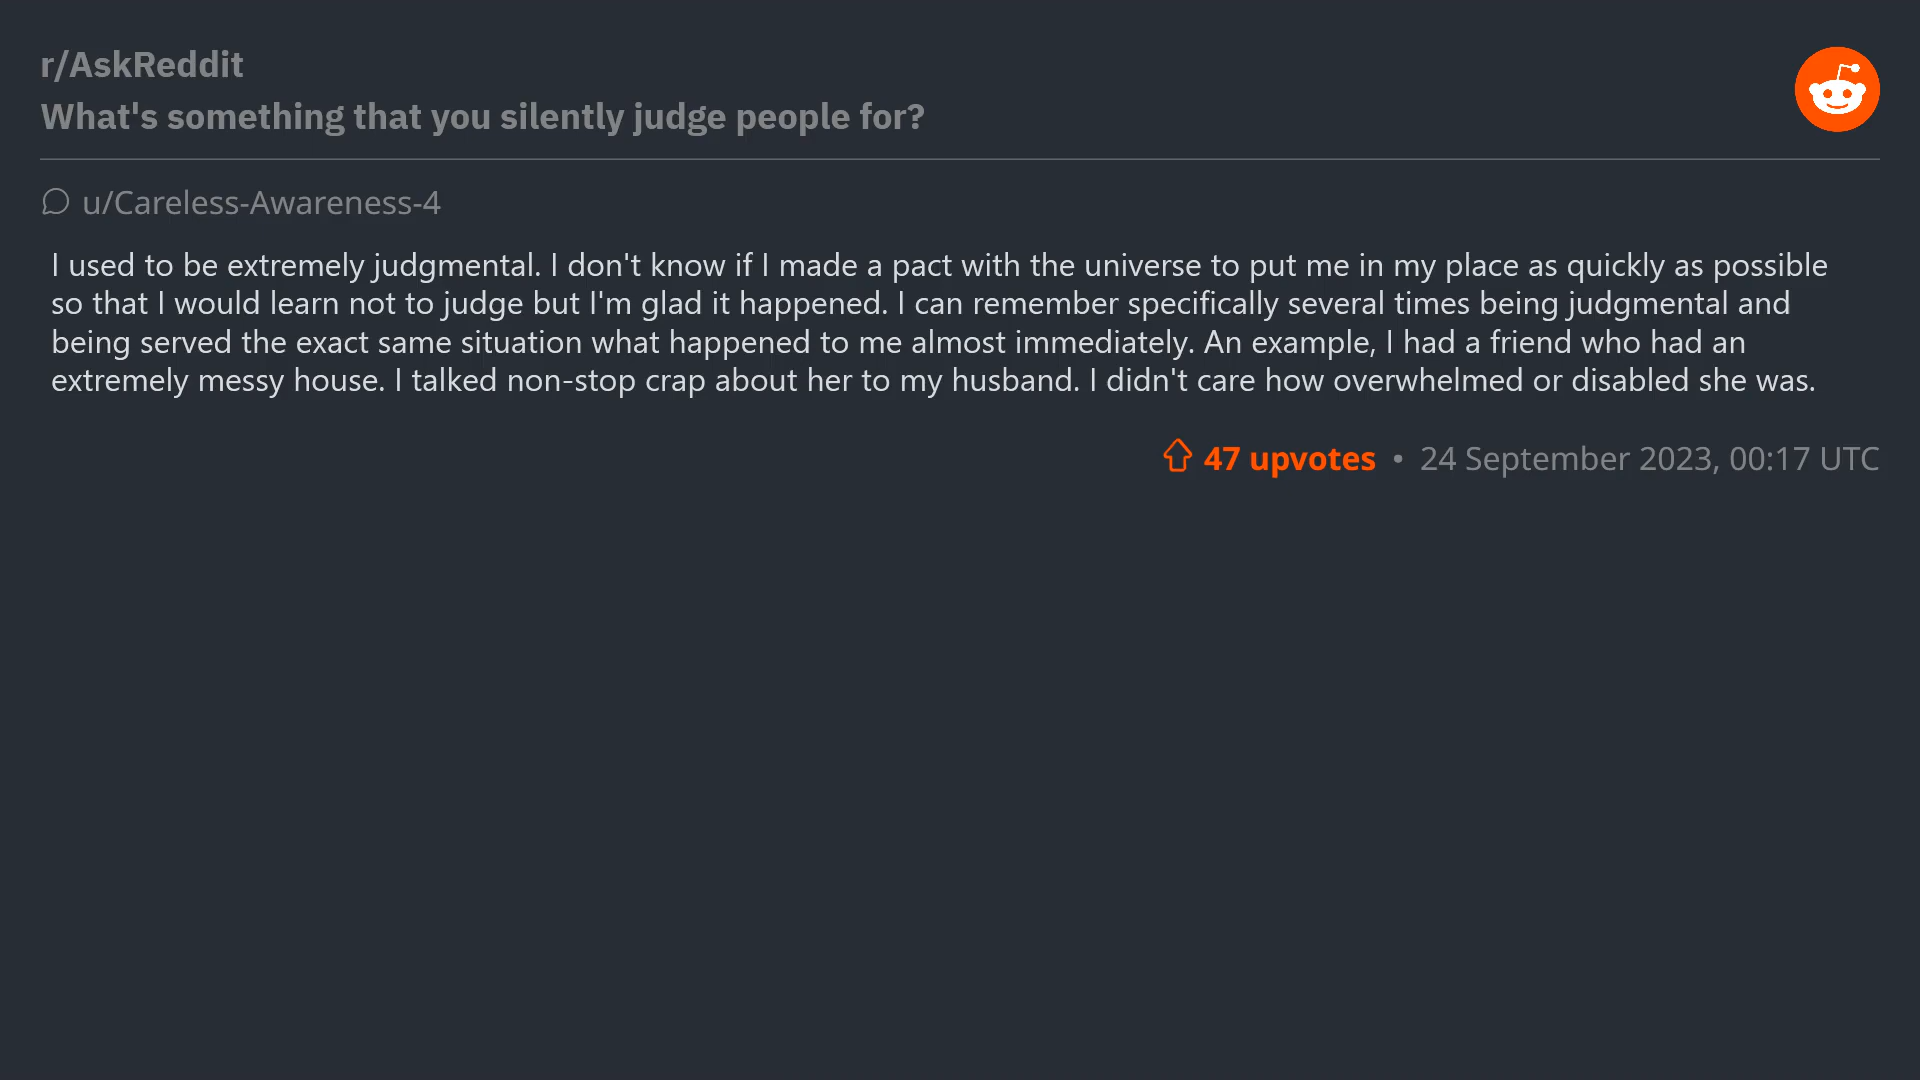 r/AskReddit
What's something that you silently judge people for?
u/Careless-Awareness-4
I used to be extremely judgmental. I don't know if I made a pact with the universe to put me in my place as quickly as possible
so that I would learn not to judge but I'm glad it happened. I can remember specifically several times being judgmental and
being served the exact same situation what happened to me almost immediately. An example, I had a friend who had an
extremely messy house. I talked non-stop crap about her to my husband. I didn't care how overwhelmed or disabled she was.
47 upvotes • 24 September 2023, 00:17 UTC